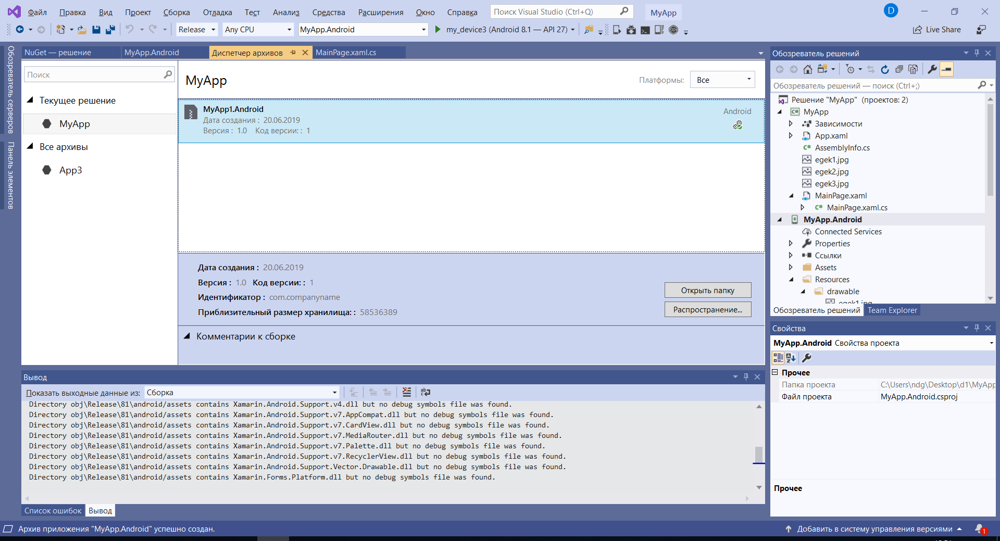 Файл Правка Вид Проект Сборка Отладка Тест Анализ Средства Расширения Окно Справка Поиск Visual Studio (Ctrl+Q) MyApp D
Release Any CPU MyApp.Android my_device3 (Android 8.1 — API 27) Live Share
Обозреватель серверов
Панель элементов
NuGet — решение MyApp.Android Диспетчер архивов MainPage.xaml.cs
Поиск
Текущее решение
MyApp
Все архивы
App3
MyApp
Платформы: Все
MyApp1.Android
Дата создания : 20.06.2019
Версия : 1.0 Код версии: : 1
Android
Дата создания : 20.06.2019
Версия : 1.0 Код версии: : 1
Идентификатор : com.companyname
Приблизительный размер хранилища: : 58536389
Открыть папку
Распространение...
Комментарии к сборке
Вывод
Показать выходные данные из: Сборка
Directory obj\Release\81\android/assets contains Xamarin.Android.Support.v4.dll but no debug symbols file was found.
Directory obj\Release\81\android/assets contains Xamarin.Android.Support.v7.AppCompat.dll but no debug symbols file was found.
Directory obj\Release\81\android/assets contains Xamarin.Android.Support.v7.CardView.dll but no debug symbols file was found.
Directory obj\Release\81\android/assets contains Xamarin.Android.Support.v7.MediaRouter.dll but no debug symbols file was found.
Directory obj\Release\81\android/assets contains Xamarin.Android.Support.v7.Palette.dll but no debug symbols file was found.
Directory obj\Release\81\android/assets contains Xamarin.Android.Support.v7.RecyclerView.dll but no debug symbols file was found.
Directory obj\Release\81\android/assets contains Xamarin.Android.Support.Vector.Drawable.dll but no debug symbols file was found.
Directory obj\Release\81\android/assets contains Xamarin.Forms.Platform.dll but no debug symbols file was found.
Список ошибок Вывод
Обозреватель решений
Обозреватель решений — поиск (Ctrl+;)
Решение "MyApp" (проектов: 2)
MyApp
Зависимости
App.xaml
AssemblyInfo.cs
egek1.jpg
egek2.jpg
egek3.jpg
MainPage.xaml
MainPage.xaml.cs
MyApp.Android
Connected Services
Properties
Ссылки
Assets
Resources
drawable
egek1.jpg
Обозреватель решений Team Explorer
Свойства
MyApp.Android Свойства проекта
Прочее
Папка проекта C:\Users\ndg\Desktop\d1\MyApp
Файл проекта MyApp.Android.csproj
Прочее
Архив приложения "MyApp.Android" успешно создан.
Добавить в систему управления версиями 1